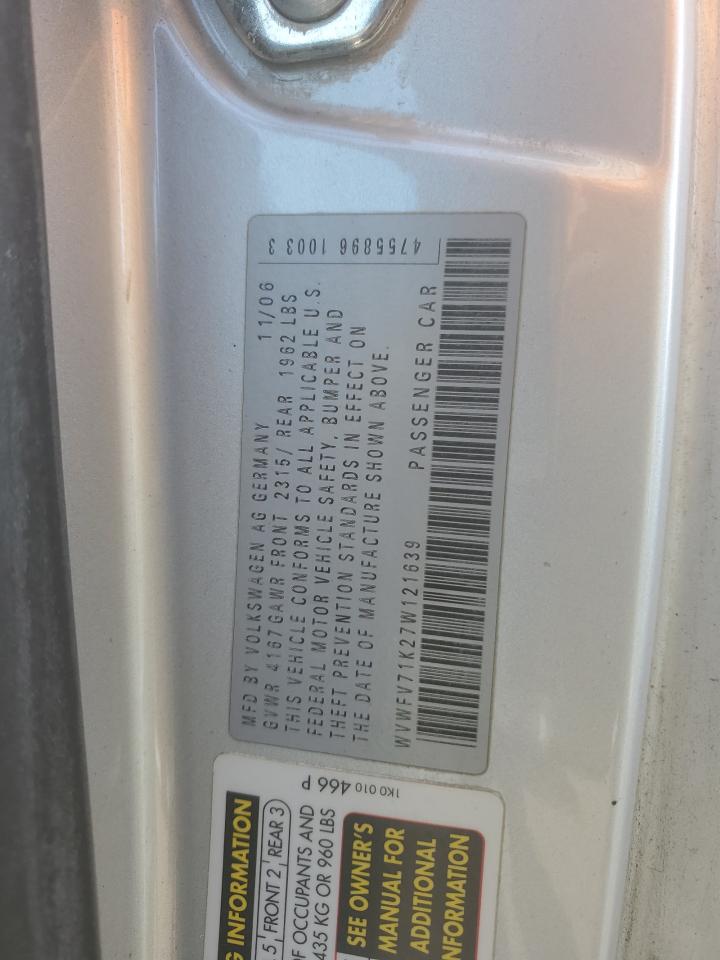 MFD BY VOLKSWAGEN AG GERMANY 11/06
GVWR 4167GAWR FRONT 2315/ REAR 1962 LBS
THIS VEHICLE CONFORMS TO ALL APPLICABLE U.S.
FEDERAL MOTOR VEHICLE SAFETY, BUMPER AND
THEFT PREVENTION STANDARDS IN EFFECT ON
THE DATE OF MANUFACTURE SHOWN ABOVE.
WVWFV71K27W121639 PASSENGER CAR
4755896 1003 3
1K0 010 466 P
G INFORMATION
5 FRONT 2 REAR 3
OF OCCUPANTS AND
435 KG OR 960 LBS
SEE OWNER'S
MANUAL FOR
ADDITIONAL
NFORMATION